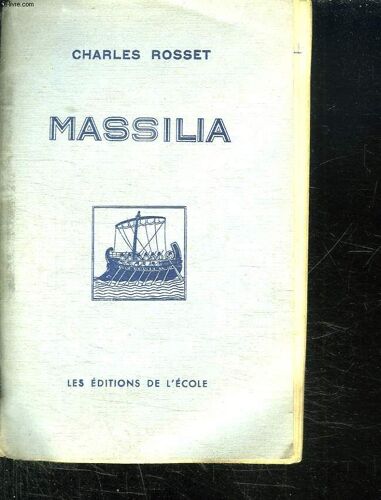 CHARLES ROSSET
MASSILIA
LES ÉDITIONS DE L'ÉCOLE